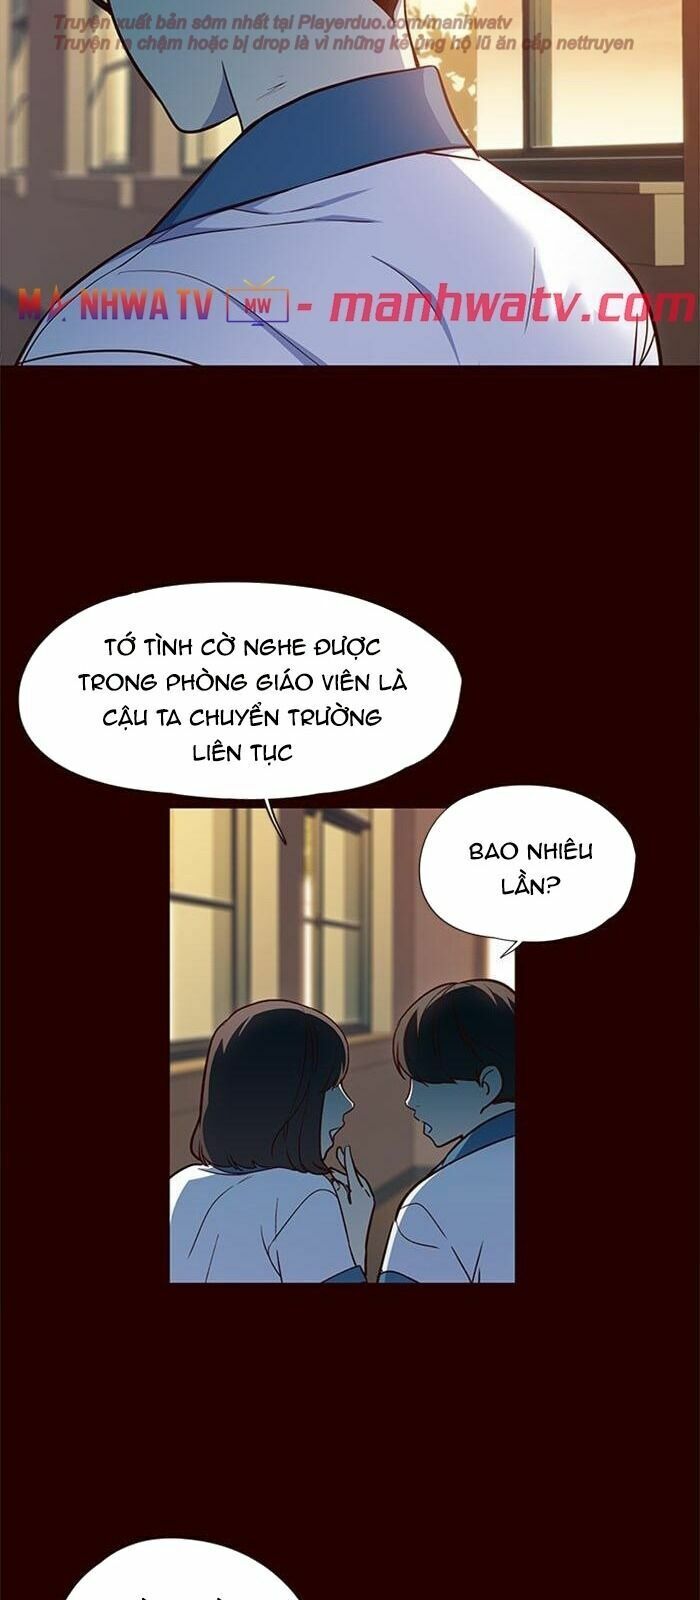 Truyện xuất bản sớm nhất tại Playerduo.com/manhwatv
Truyện ra chậm hoặc bị drop là vì những kẻ ủng hộ lũ ăn cắp nettruyen
MANHWA TV MW - manhwatv.com
TỚ TÌNH CỜ NGHE ĐƯỢC
TRONG PHÒNG GIÁO VIÊN LÀ
CẬU TA CHUYỂN TRƯỜNG
LIÊN TỤC
BAO NHIÊU
LẦN?